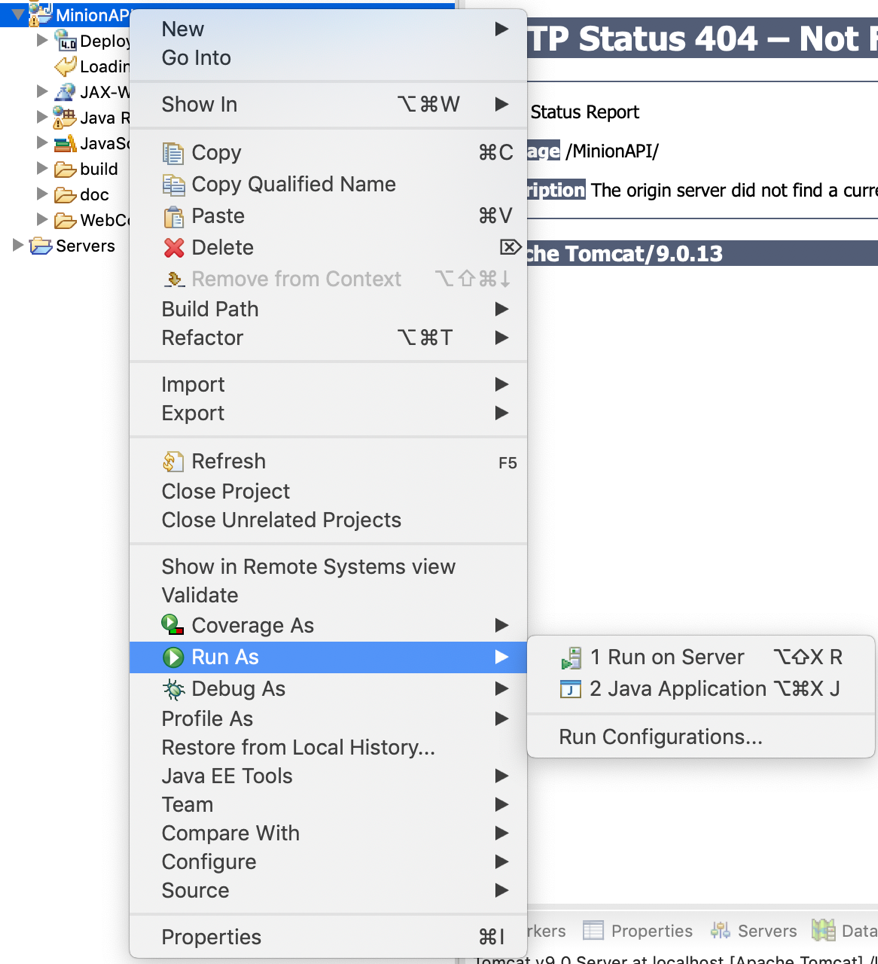 MinionAPI
New
Go Into
Show In ⌥⌘W
Copy ⌘C
Copy Qualified Name
Paste ⌘V
Delete ⌦
Remove from Context ⌥⇧⌘↓
Build Path
Refactor ⌥⌘T
Import
Export
Refresh F5
Close Project
Close Unrelated Projects
Show in Remote Systems view
Validate
Coverage As
Run As
Debug As
Profile As
Restore from Local History...
Java EE Tools
Team
Compare With
Configure
Source
Properties ⌘I
1 Run on Server ⌥⇧X R
2 Java Application ⌥⌘X J
Run Configurations...
Deploy
Loadin
JAX-W
Java R
JavaSc
build
doc
WebCo
Servers
TP Status 404 – Not F
Status Report
age /MinionAPI/
ription The origin server did not find a curre
che Tomcat/9.0.13
rkers Properties Servers Data
Tomcat v9.0 Server at localhost [Apache Tomcat] /L